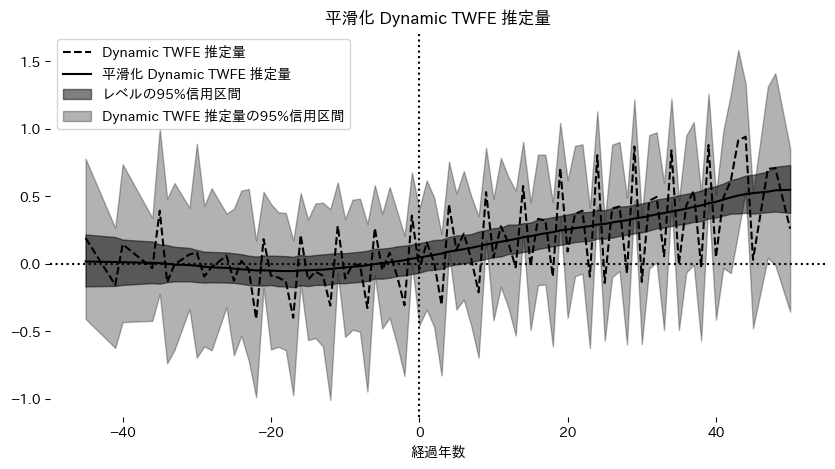 平滑化 Dynamic TWFE 推定量
Dynamic TWFE 推定量
平滑化 Dynamic TWFE 推定量
レベルの95%信用区間
Dynamic TWFE 推定量の95%信用区間
1.5
1.0
0.5
0.0
−0.5
−1.0
−40 −20 0 20 40
経過年数